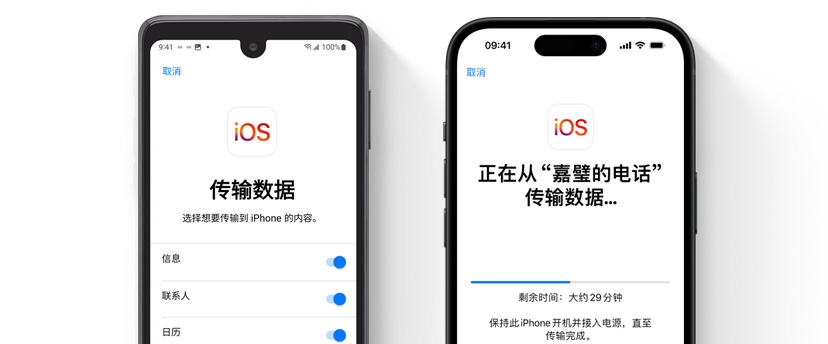 9:41
100%
取消
iOS
传输数据
选择想要传输到 iPhone 的内容。
信息
联系人
日历
09:41
取消
iOS
正在从“嘉璧的电话”
传输数据...
剩余时间：大约 29 分钟
保持此 iPhone 开机并接入电源，直至
传输完成。